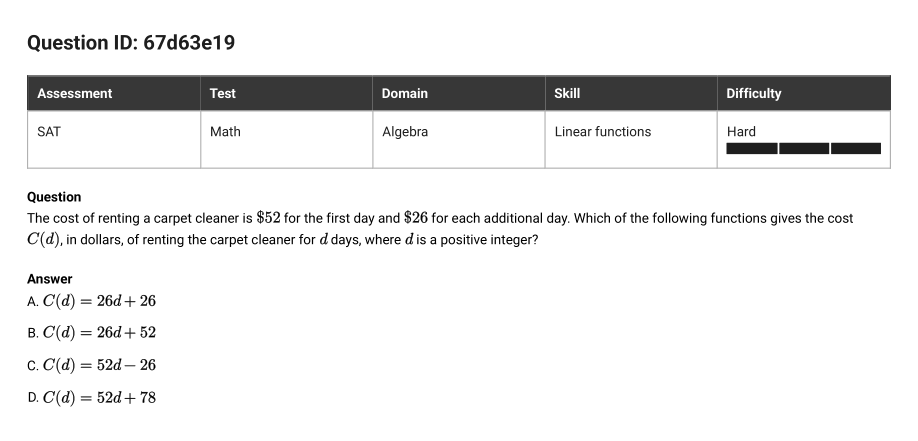 Question ID: 67d63e19
Assessment Test Domain Skill Difficulty
SAT Math Algebra Linear functions Hard
Question
The cost of renting a carpet cleaner is $52 for the first day and $26 for each additional day. Which of the following functions gives the cost
C(d), in dollars, of renting the carpet cleaner for d days, where d is a positive integer?
Answer
A. C(d) = 26d + 26
B. C(d) = 26d + 52
C. C(d) = 52d − 26
D. C(d) = 52d + 78